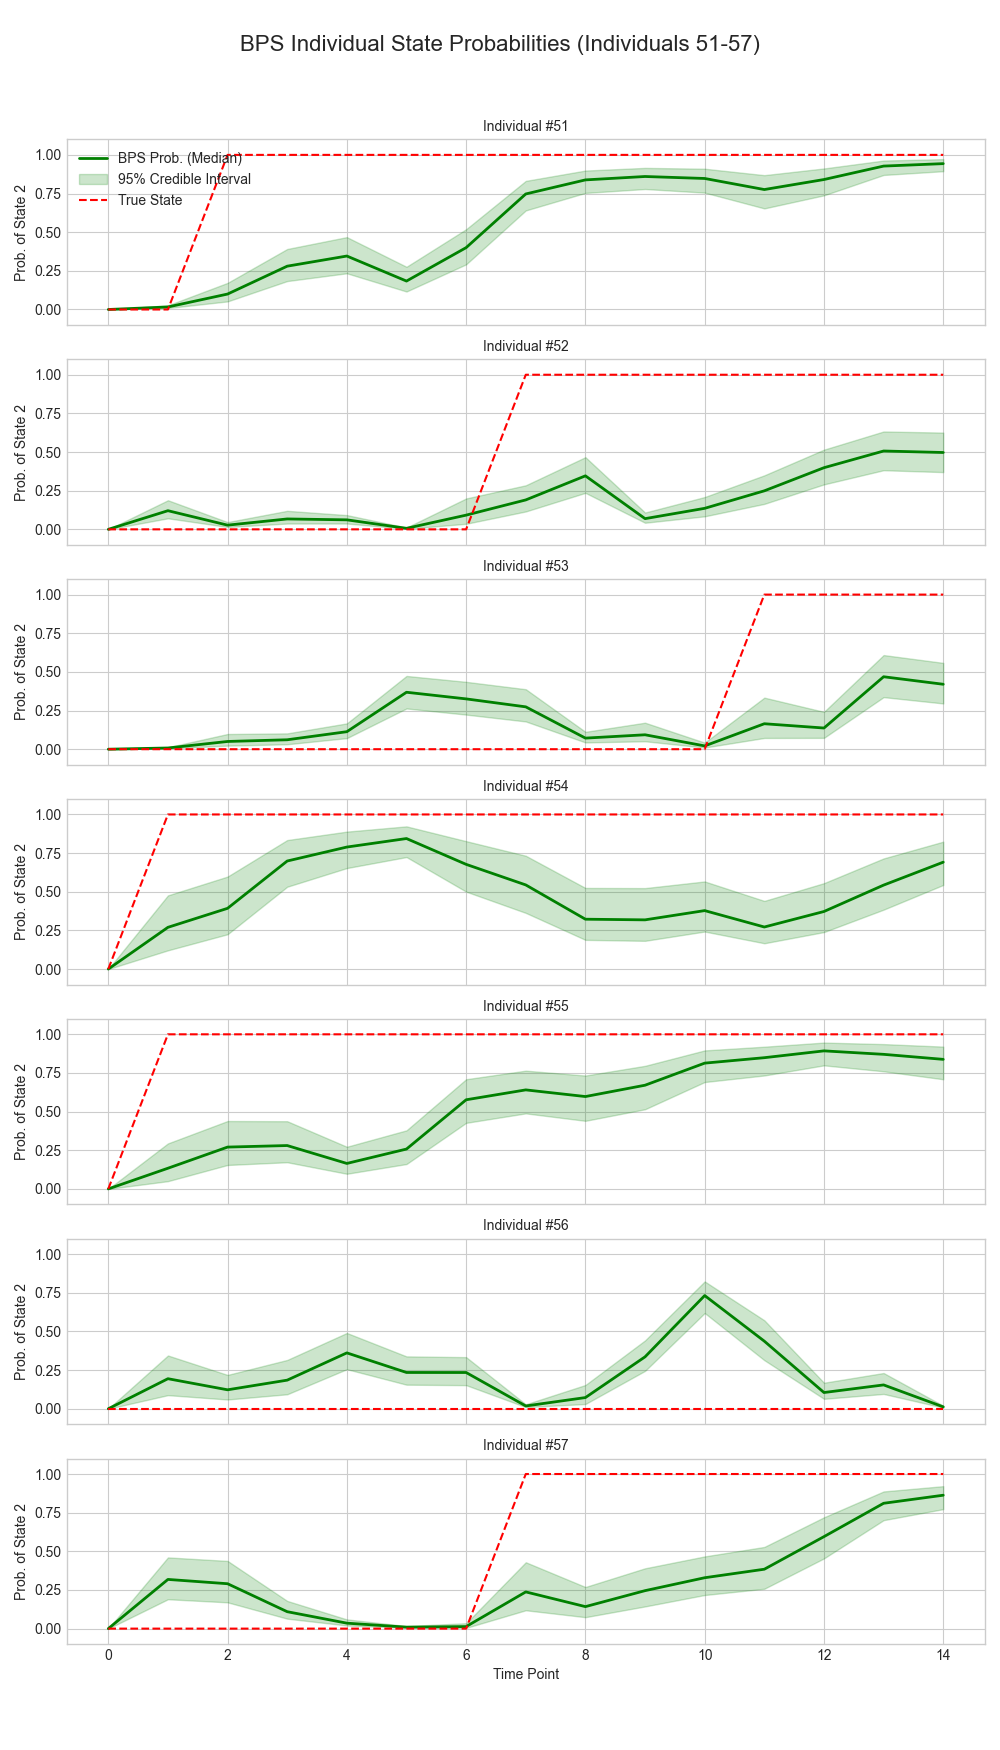 BPS Individual State Probabilities (Individuals 51-57)
Individual #51
Prob. of State 2
1.00
0.75
0.50
0.25
0.00
BPS Prob. (Median)
95% Credible Interval
True State
Individual #52
Prob. of State 2
1.00
0.75
0.50
0.25
0.00
Individual #53
Prob. of State 2
1.00
0.75
0.50
0.25
0.00
Individual #54
Prob. of State 2
1.00
0.75
0.50
0.25
0.00
Individual #55
Prob. of State 2
1.00
0.75
0.50
0.25
0.00
Individual #56
Prob. of State 2
1.00
0.75
0.50
0.25
0.00
Individual #57
Prob. of State 2
1.00
0.75
0.50
0.25
0.00
0 2 4 6 8 10 12 14
Time Point